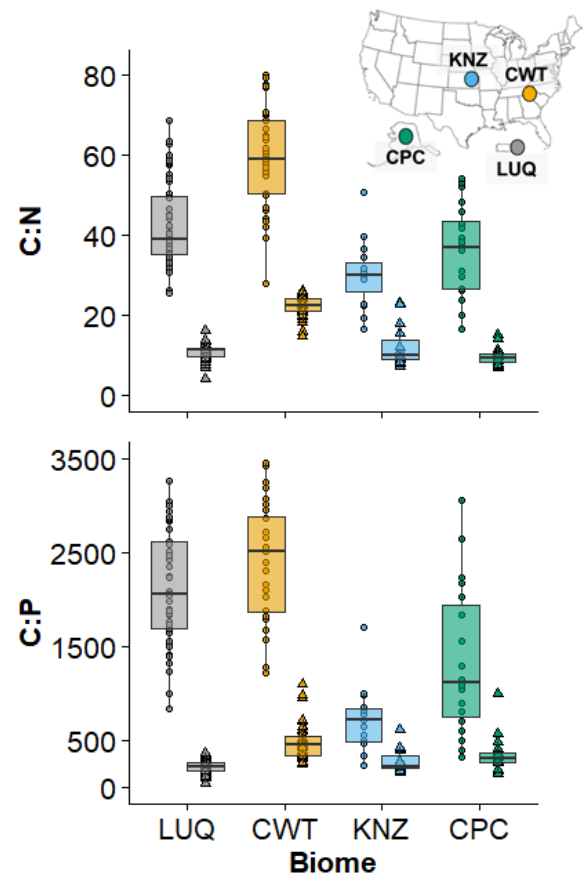 KNZ
CWT
CPC
LUQ
C:N
80
60
40
20
0
C:P
3500
2500
1500
500
0
LUQ CWT KNZ CPC
Biome